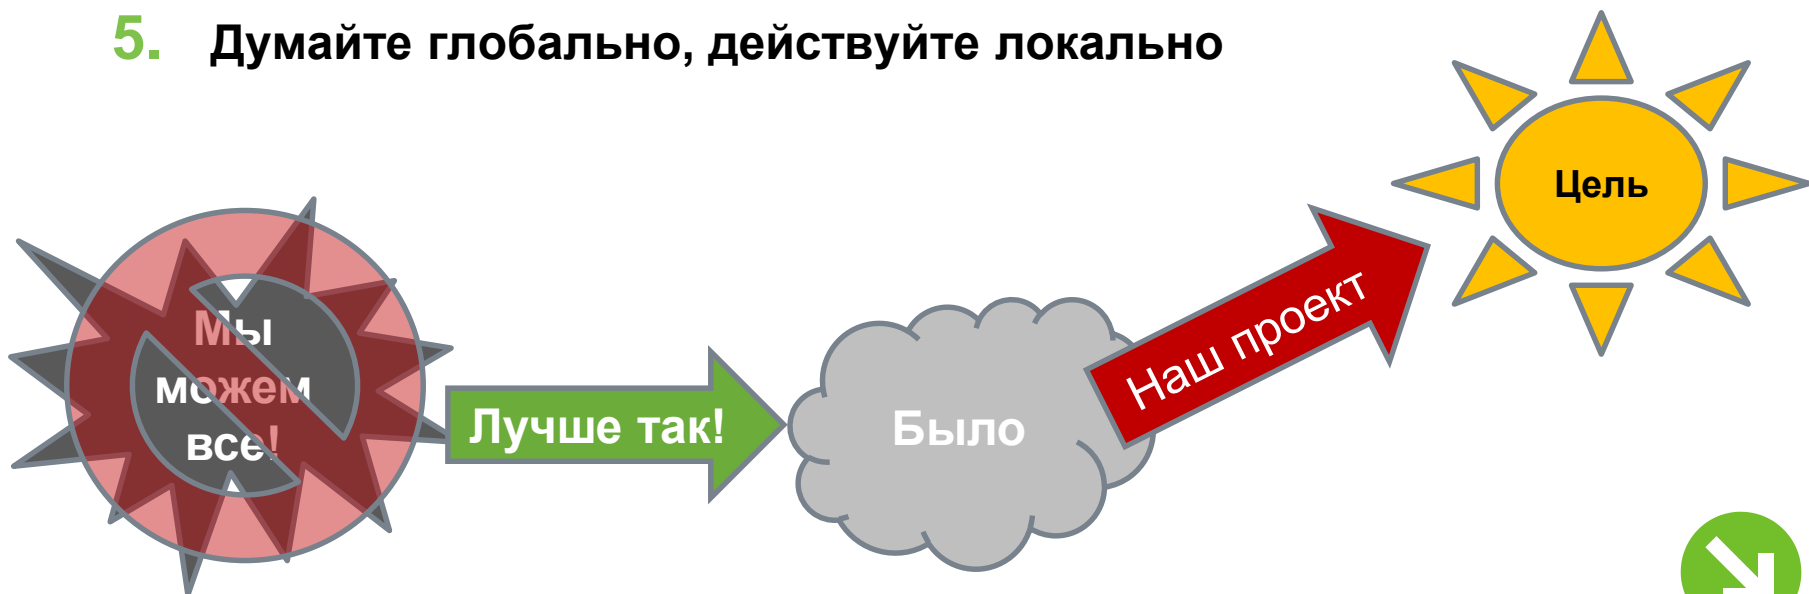 5. Думайте глобально, действуйте локально
Цель
Наш проект
Мы
можем
все!
Лучше так!
Было